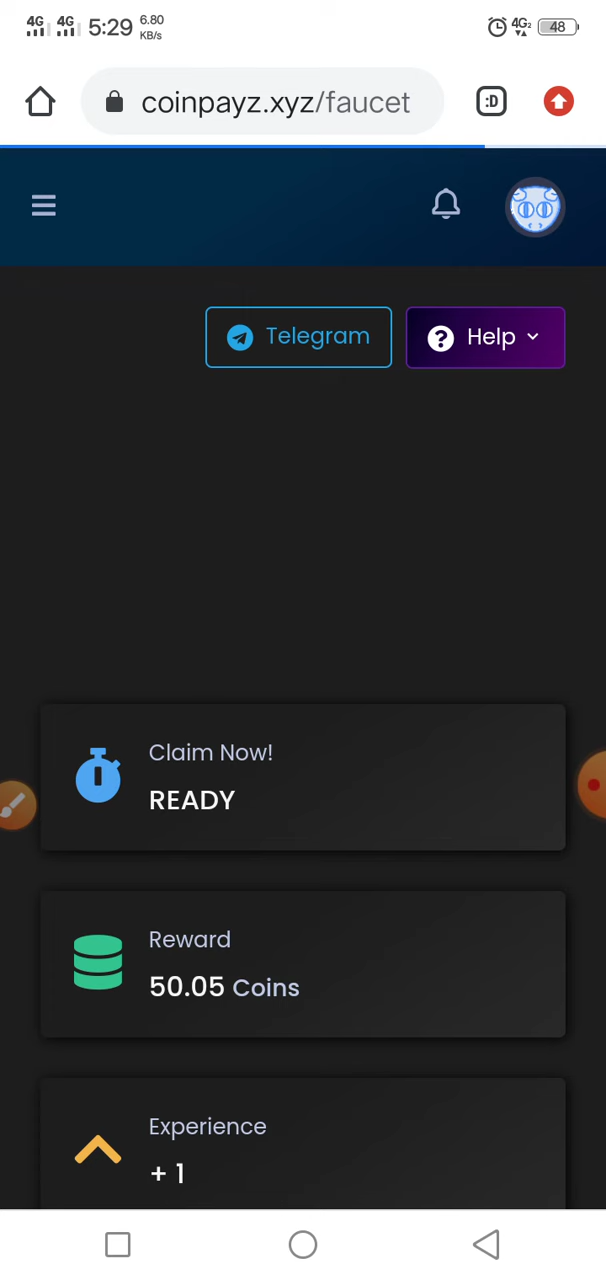 4G 4G 5:29 6.80 KB/s 4G2 48
coinpayz.xyz/faucet :D
Telegram Help
Claim Now!
READY
Reward
50.05 Coins
Experience
+ 1